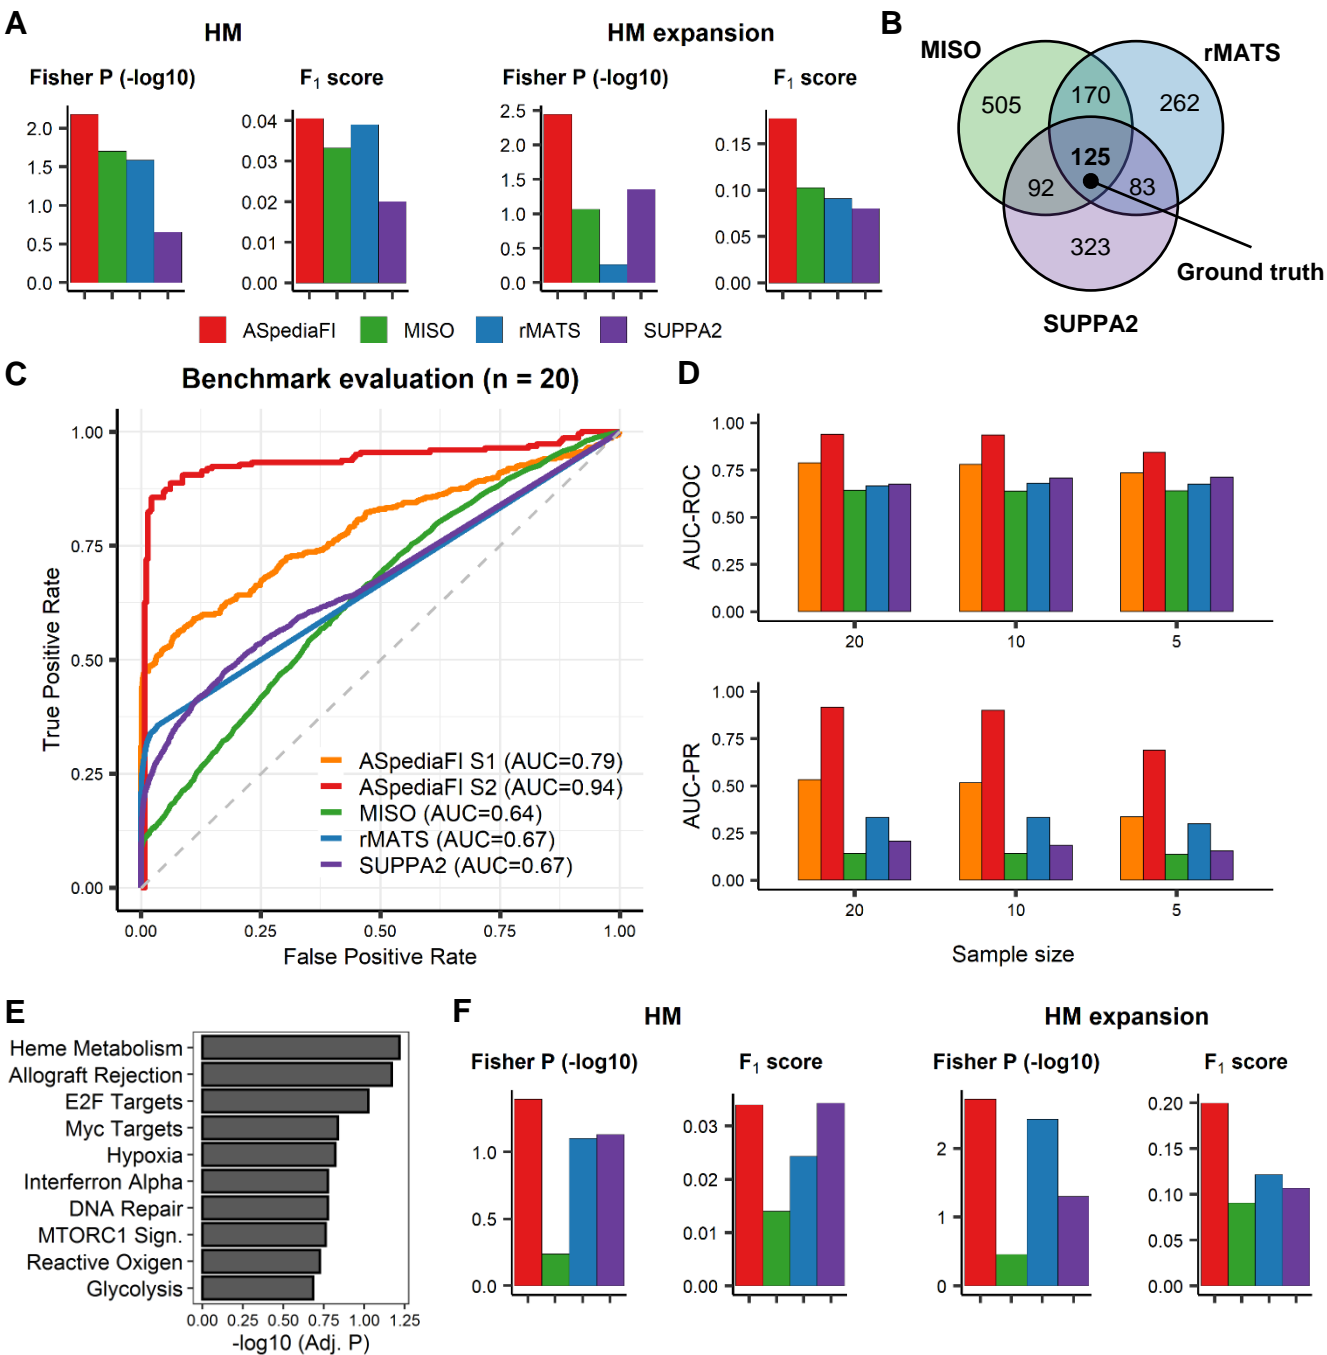 A
HM
HM expansion
Fisher P (-log10)
F1 score
Fisher P (-log10)
F1 score
2.0
1.5
1.0
0.5
0.0
0.04
0.03
0.02
0.01
0.00
2.5
2.0
1.5
1.0
0.5
0.0
0.15
0.10
0.05
0.00
ASpediaFI
MISO
rMATS
SUPPA2
B
MISO
rMATS
505
170
262
125
92
83
323
Ground truth
SUPPA2
C
Benchmark evaluation (n = 20)
True Positive Rate
1.00
0.75
0.50
0.25
0.00
ASpediaFI S1 (AUC=0.79)
ASpediaFI S2 (AUC=0.94)
MISO (AUC=0.64)
rMATS (AUC=0.67)
SUPPA2 (AUC=0.67)
0.00 0.25 0.50 0.75 1.00
False Positive Rate
D
AUC-ROC
1.00
0.75
0.50
0.25
0.00
20 10 5
AUC-PR
1.00
0.75
0.50
0.25
0.00
20 10 5
Sample size
E
Heme Metabolism
Allograft Rejection
E2F Targets
Myc Targets
Hypoxia
Interferron Alpha
DNA Repair
MTORC1 Sign.
Reactive Oxigen
Glycolysis
0.00 0.25 0.50 0.75 1.00 1.25
-log10 (Adj. P)
F
HM
HM expansion
Fisher P (-log10)
F1 score
Fisher P (-log10)
F1 score
1.0
0.5
0.0
0.03
0.02
0.01
0.00
2
1
0
0.20
0.15
0.10
0.05
0.00